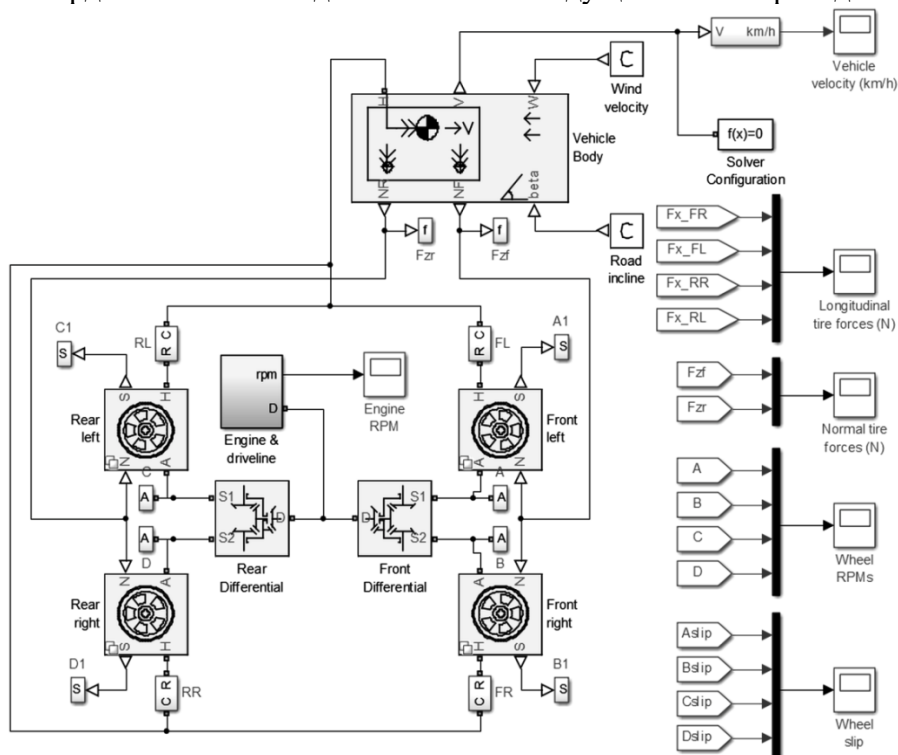 V km/h
Vehicle
velocity (km/h)
C
Wind
velocity
H
V
W
V
Vehicle
Body
NR
NF
beta
f(x)=0
Solver
Configuration
f
Fzr
f
Fzf
C
Road
incline
Fx_FR
Fx_FL
Fx_RR
Fx_RL
Longitudinal
tire forces (N)
C1
S
RL
R C
FL
R C
A1
S
rpm
D
Engine &
driveline
Engine
RPM
Fzf
Fzr
Normal tire
forces (N)
Rear
left
S
H
N
A
Front
left
H
S
A
N
C
A
D
A
S1
S2
D
Rear
Differential
D
S1
S2
Front
Differential
A
A
B
A
A
B
C
D
Wheel
RPMs
Rear
right
N
A
S
H
Front
right
A
N
H
S
D1
S
C R
RR
C R
FR
B1
S
Aslip
Bslip
Cslip
Dslip
Wheel
slip